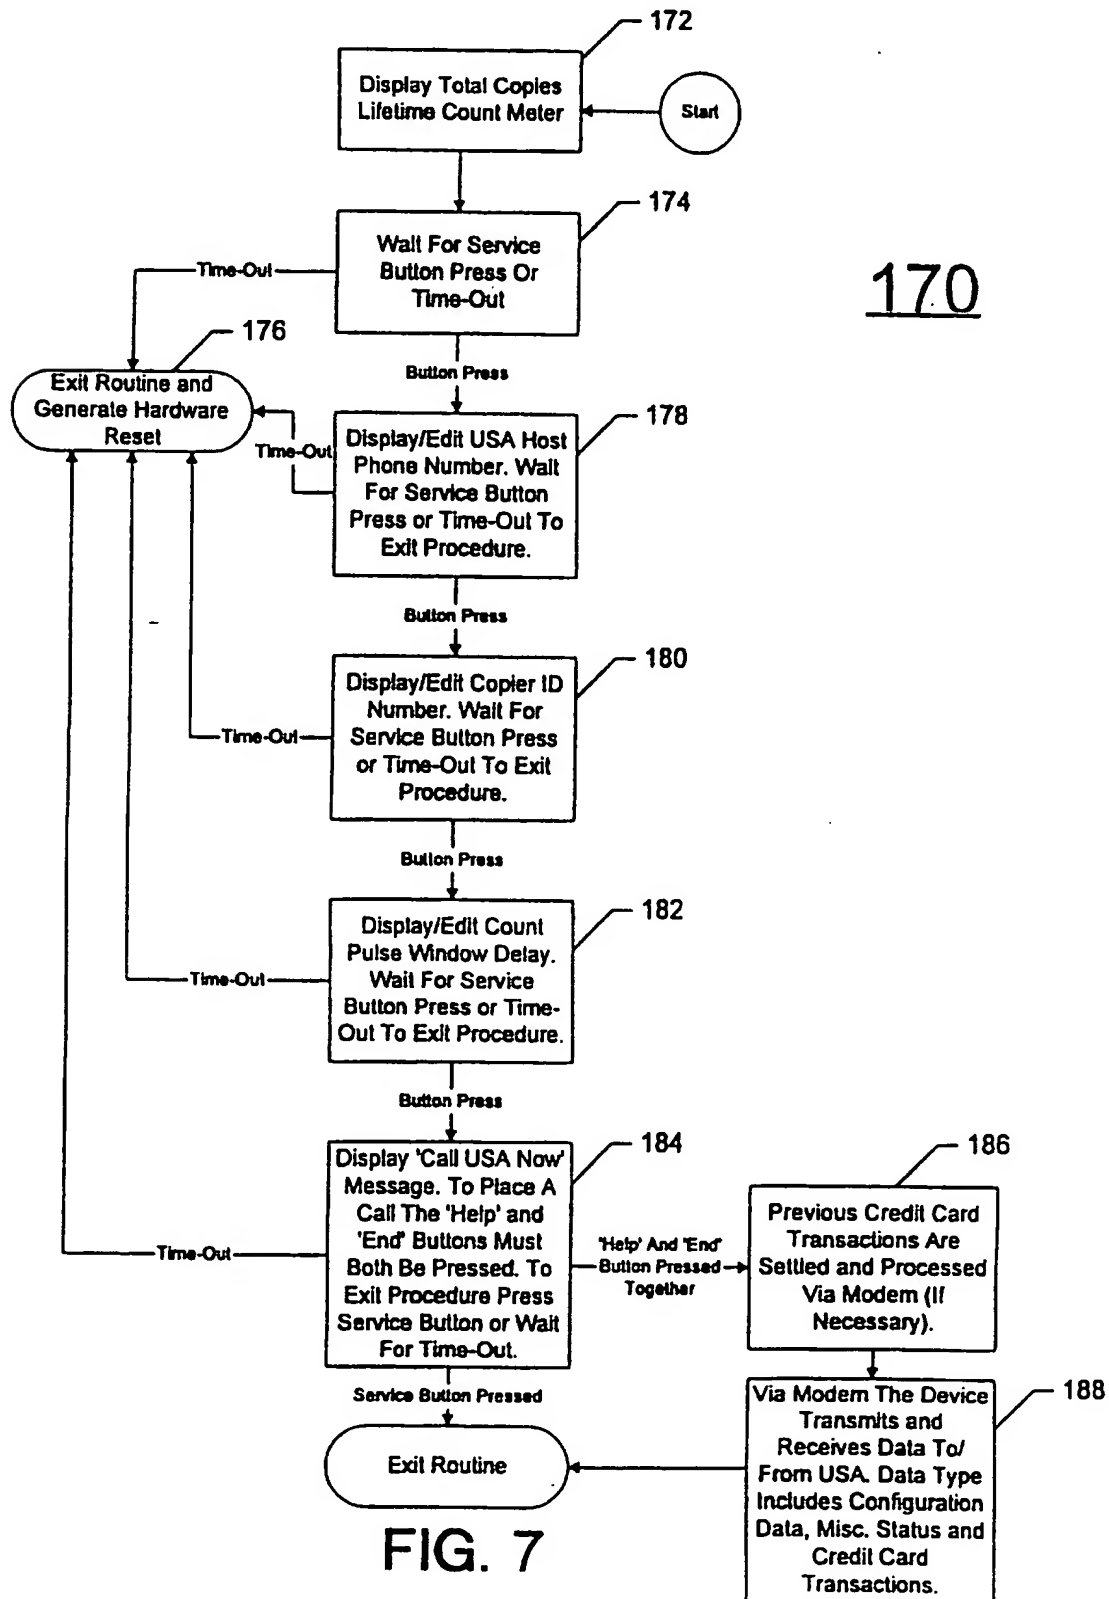 172
Display Total Copies
Lifetime Count Meter
Start
174
Wait For Service
Button Press Or
Time-Out
Time-Out
170
176
Exit Routine and
Generate Hardware
Reset
Button Press
178
Display/Edit USA Host
Phone Number. Wait
For Service Button
Press or Time-Out To
Exit Procedure.
Time-Out
Button Press
180
Display/Edit Copier ID
Number. Wait For
Service Button Press
or Time-Out To Exit
Procedure.
Time-Out
Button Press
182
Display/Edit Count
Pulse Window Delay.
Wait For Service
Button Press or Time-
Out To Exit Procedure.
Time-Out
Button Press
184
Display 'Call USA Now'
Message. To Place A
Call The 'Help' and
'End' Buttons Must
Both Be Pressed. To
Exit Procedure Press
Service Button or Wait
For Time-Out.
Time-Out
'Help' And 'End'
Button Pressed
Together
186
Previous Credit Card
Transactions Are
Settled and Processed
Via Modem (If
Necessary).
Service Button Pressed
Exit Routine
188
Via Modem The Device
Transmits and
Receives Data To/
From USA. Data Type
Includes Configuration
Data, Misc. Status and
Credit Card
Transactions.
FIG. 7